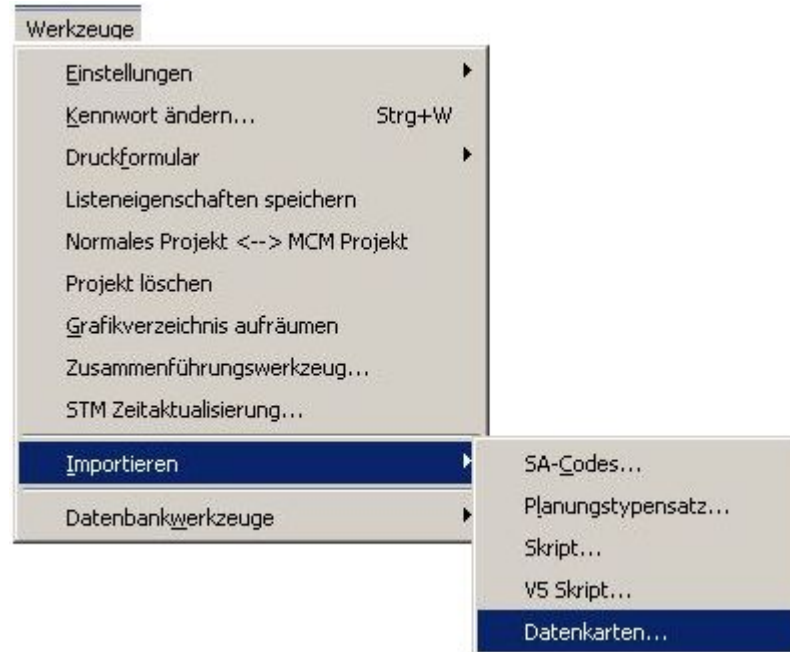 Werkzeuge
Einstellungen
Kennwort ändern... Strg+W
Druckformular
Listeneigenschaften speichern
Normales Projekt <--> MCM Projekt
Projekt löschen
Grafikverzeichnis aufräumen
Zusammenführungswerkzeug...
STM Zeitaktualisierung...
Importieren
Datenbankwerkzeuge
SA-Codes...
Planungstypensatz...
Skript...
V5 Skript...
Datenkarten...